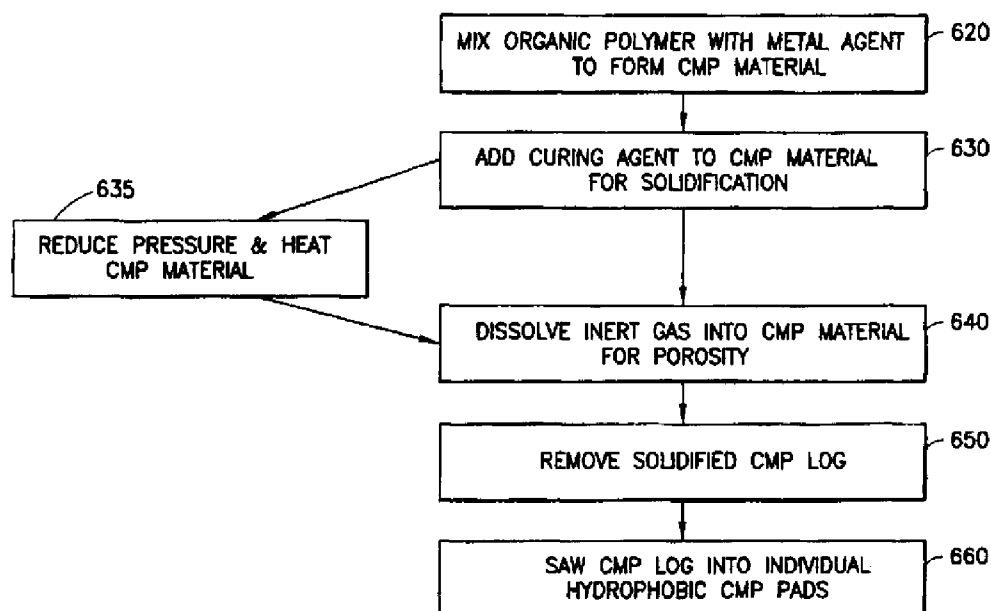 MIX ORGANIC POLYMER WITH METAL AGENT
TO FORM CMP MATERIAL
620
ADD CURING AGENT TO CMP MATERIAL
FOR SOLIDIFICATION
630
635
REDUCE PRESSURE & HEAT
CMP MATERIAL
DISSOLVE INERT GAS INTO CMP MATERIAL
FOR POROSITY
640
REMOVE SOLIDIFIED CMP LOG
650
SAW CMP LOG INTO INDIVIDUAL
HYDROPHOBIC CMP PADS
660